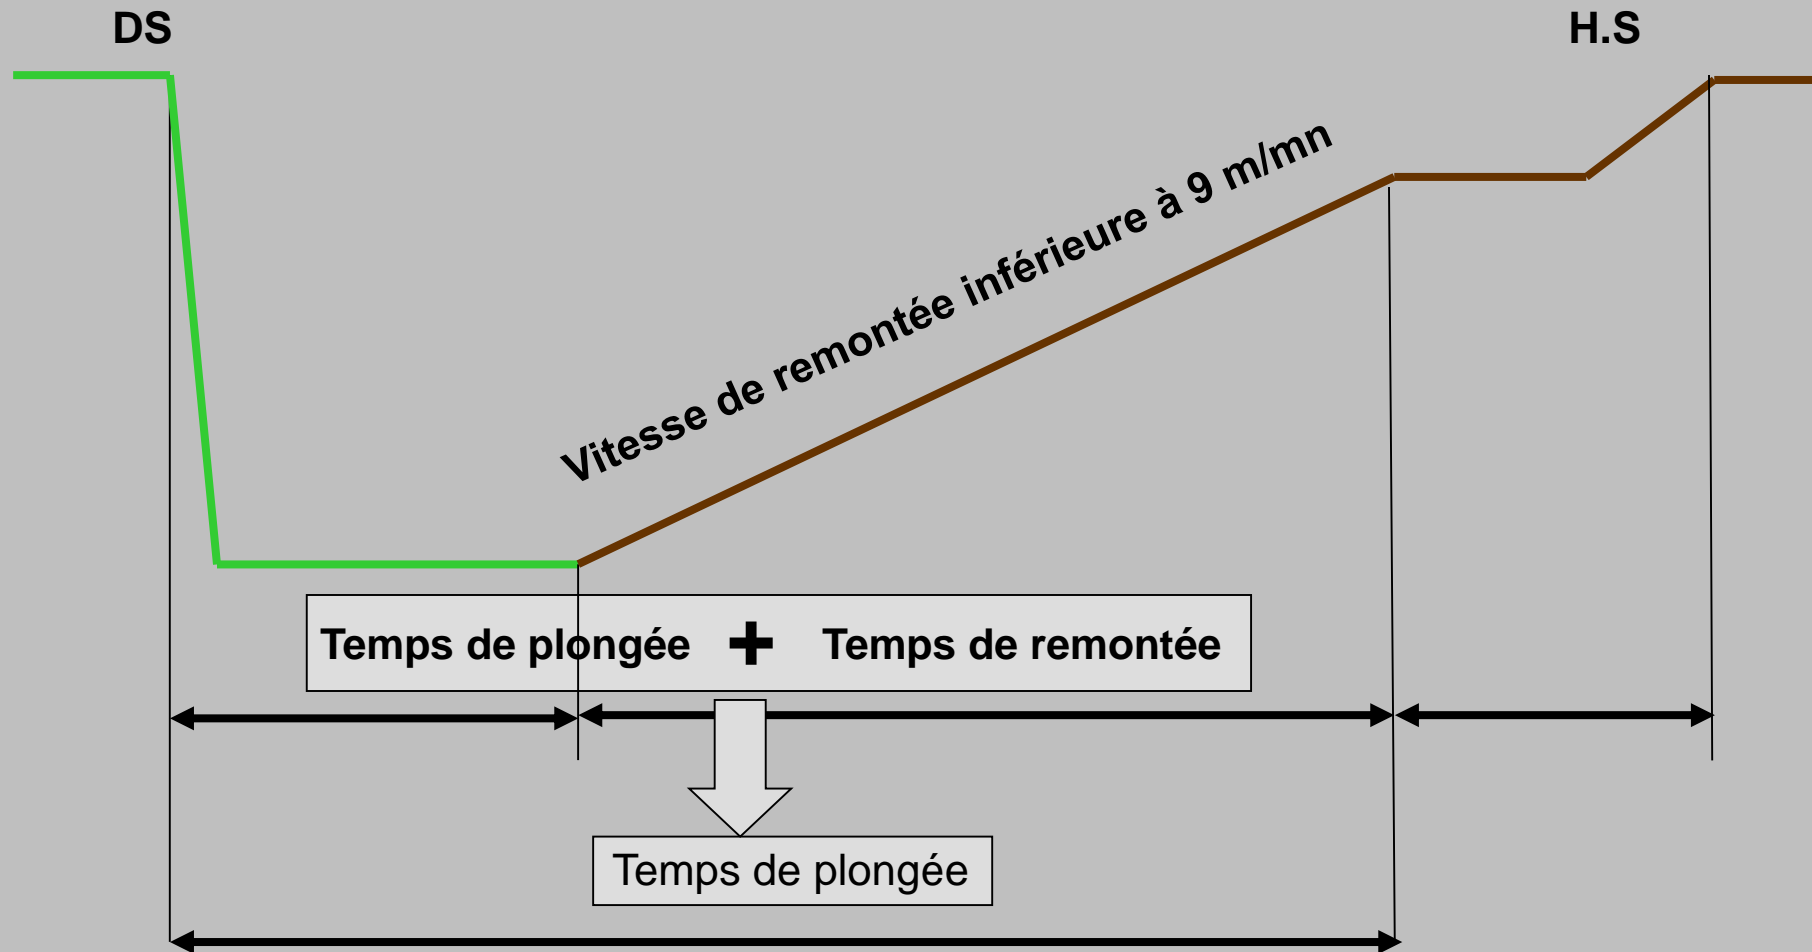 DS
H.S
Vitesse de remontée inférieure à 9 m/mn
Temps de plongée + Temps de remontée
Temps de plongée